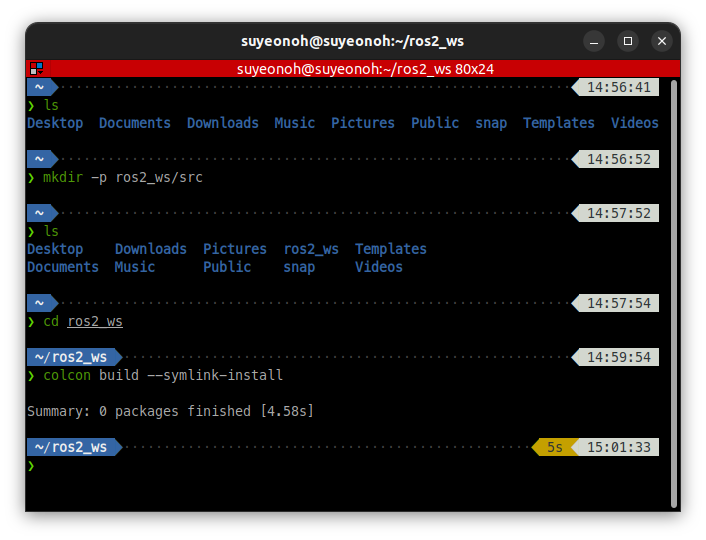 suyeonoh@suyeonoh:~/ros2_ws
suyeonoh@suyeonoh:~/ros2_ws 80x24
~ 14:56:41
❯ ls
Desktop Documents Downloads Music Pictures Public snap Templates Videos
~ 14:56:52
❯ mkdir -p ros2_ws/src
~ 14:57:52
❯ ls
Desktop Downloads Pictures ros2_ws Templates
Documents Music Public snap Videos
~ 14:57:54
❯ cd ros2_ws
~/ros2_ws 14:59:54
❯ colcon build --symlink-install
Summary: 0 packages finished [4.58s]
~/ros2_ws 5s 15:01:33
❯